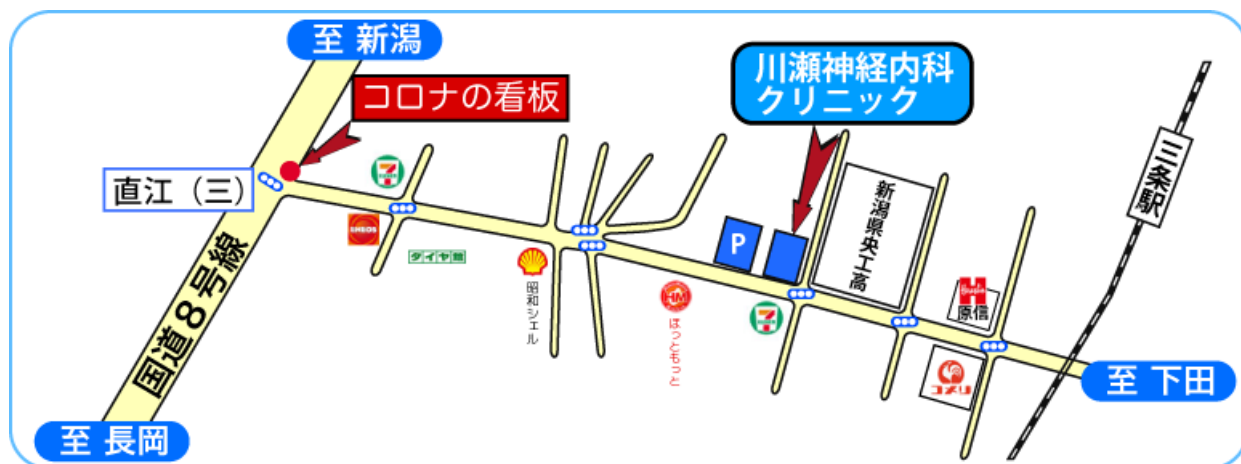 至 新潟
コロナの看板
川瀬神経内科
クリニック
三条駅
直江（三）
新潟県央工高
国道8号線
ダイヤ館
P
昭和シェル
HM
ほっともっと
原信
コメリ
至 下田
至 長岡